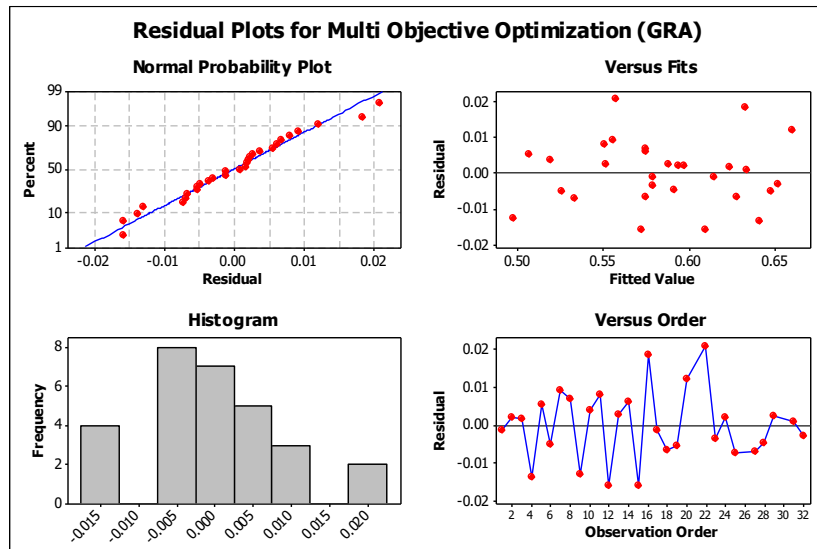 Residual Plots for Multi Objective Optimization (GRA)
Normal Probability Plot
99
90
50
10
1
Percent
-0.02 -0.01 0.00 0.01 0.02
Residual
Versus Fits
0.02
0.01
0.00
-0.01
-0.02
Residual
0.50 0.55 0.60 0.65
Fitted Value
Histogram
8
6
4
2
0
Frequency
-0.015 -0.010 -0.005 0.000 0.005 0.010 0.015 0.020
Versus Order
0.02
0.01
0.00
-0.01
-0.02
Residual
2 4 6 8 10 12 14 16 18 20 22 24 26 28 30 32
Observation Order